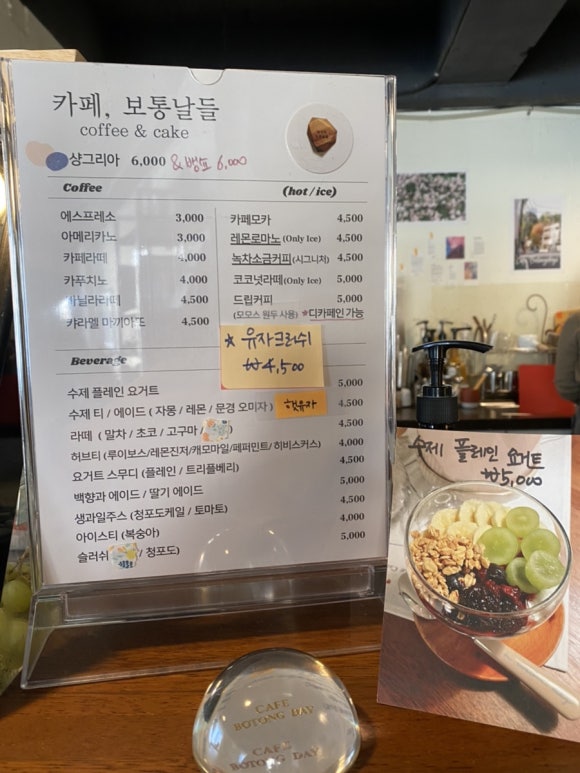 카페, 보통날들
coffee & cake
샹그리아 6,000 & 뱅쇼 6,000
Coffee (hot / ice)
에스프레소 3,000
아메리카노 3,000
카페라떼 4,000
카푸치노 4,000
바닐라라떼 4,500
캬라멜 마끼아또 4,500
카페모카 4,500
레몬로마노 (Only Ice) 4,500
녹차소금커피 (시그니처) 4,500
코코넛라떼 (Only Ice) 5,000
드립커피 5,000
(모모스 원두 사용) *디카페인 가능
★ 유자크러쉬
₩4,500
Beverage
수제 플레인 요거트 5,000
수제 티 / 에이드 ( 자몽 / 레몬 / 문경 오미자 ) 햇유자 4,500
라떼 ( 말차 / 초코 / 고구마 / ) 4,500
허브티 (루이보스/레몬진저/캐모마일/페퍼민트/히비스커스) 4,000
요거트 스무디 (플레인 / 트리플베리) 4,500
백향과 에이드 / 딸기 에이드 5,000
생과일주스 (청포도케일 / 토마토) 4,500
아이스티 (복숭아) 4,000
슬러쉬 / 청포도) 5,000
수제 플레인 요거트
₩5,000
CAFE
BOTONG DAY
CAFE
BOTONG DAY